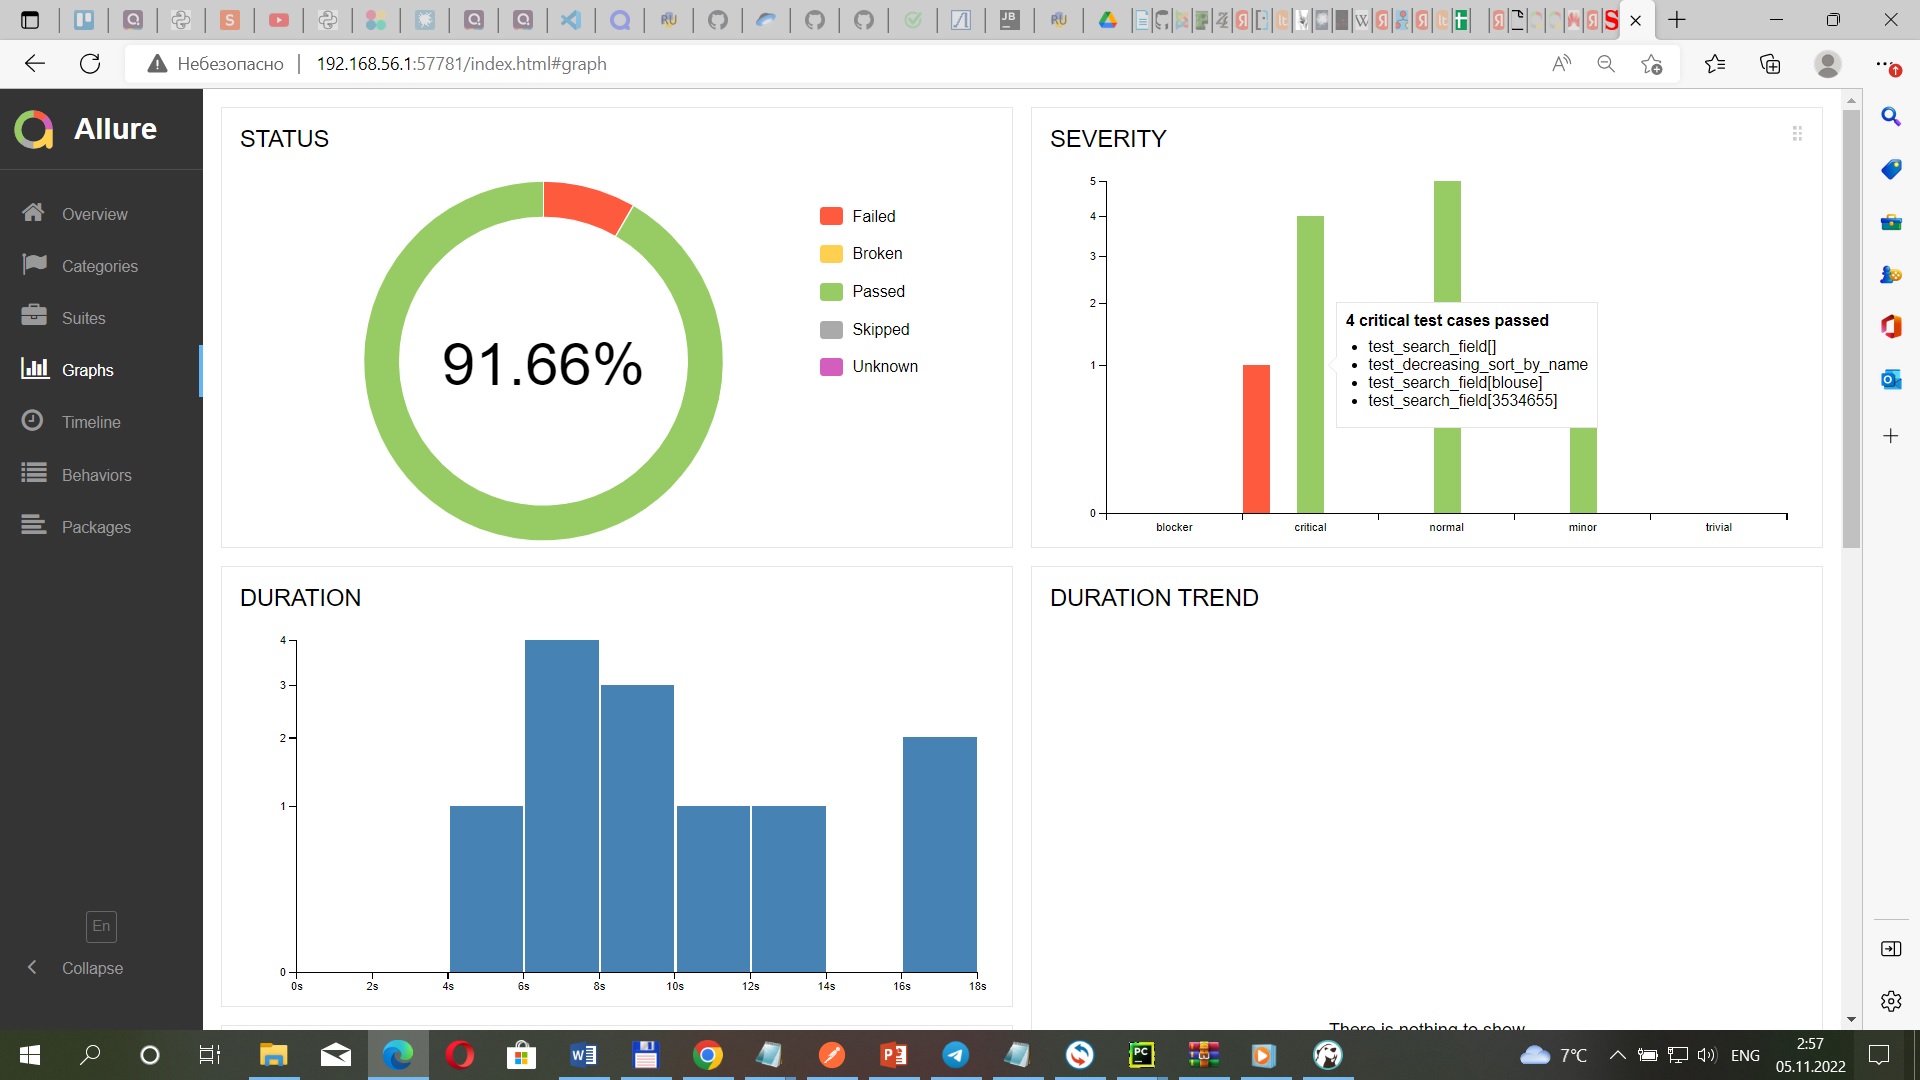 Небезопасно
192.168.56.1:57781/index.html#graph
Allure
Overview
Categories
Suites
Graphs
Timeline
Behaviors
Packages
En
Collapse
STATUS
91.66%
Failed
Broken
Passed
Skipped
Unknown
SEVERITY
5
4
3
2
1
0
blocker
critical
normal
minor
trivial
4 critical test cases passed
test_search_field[]
test_decreasing_sort_by_name
test_search_field[blouse]
test_search_field[3534655]
DURATION
4
3
2
1
0
0s
2s
4s
6s
8s
10s
12s
14s
16s
18s
DURATION TREND
There is nothing to show
7°C
ENG
2:57
05.11.2022